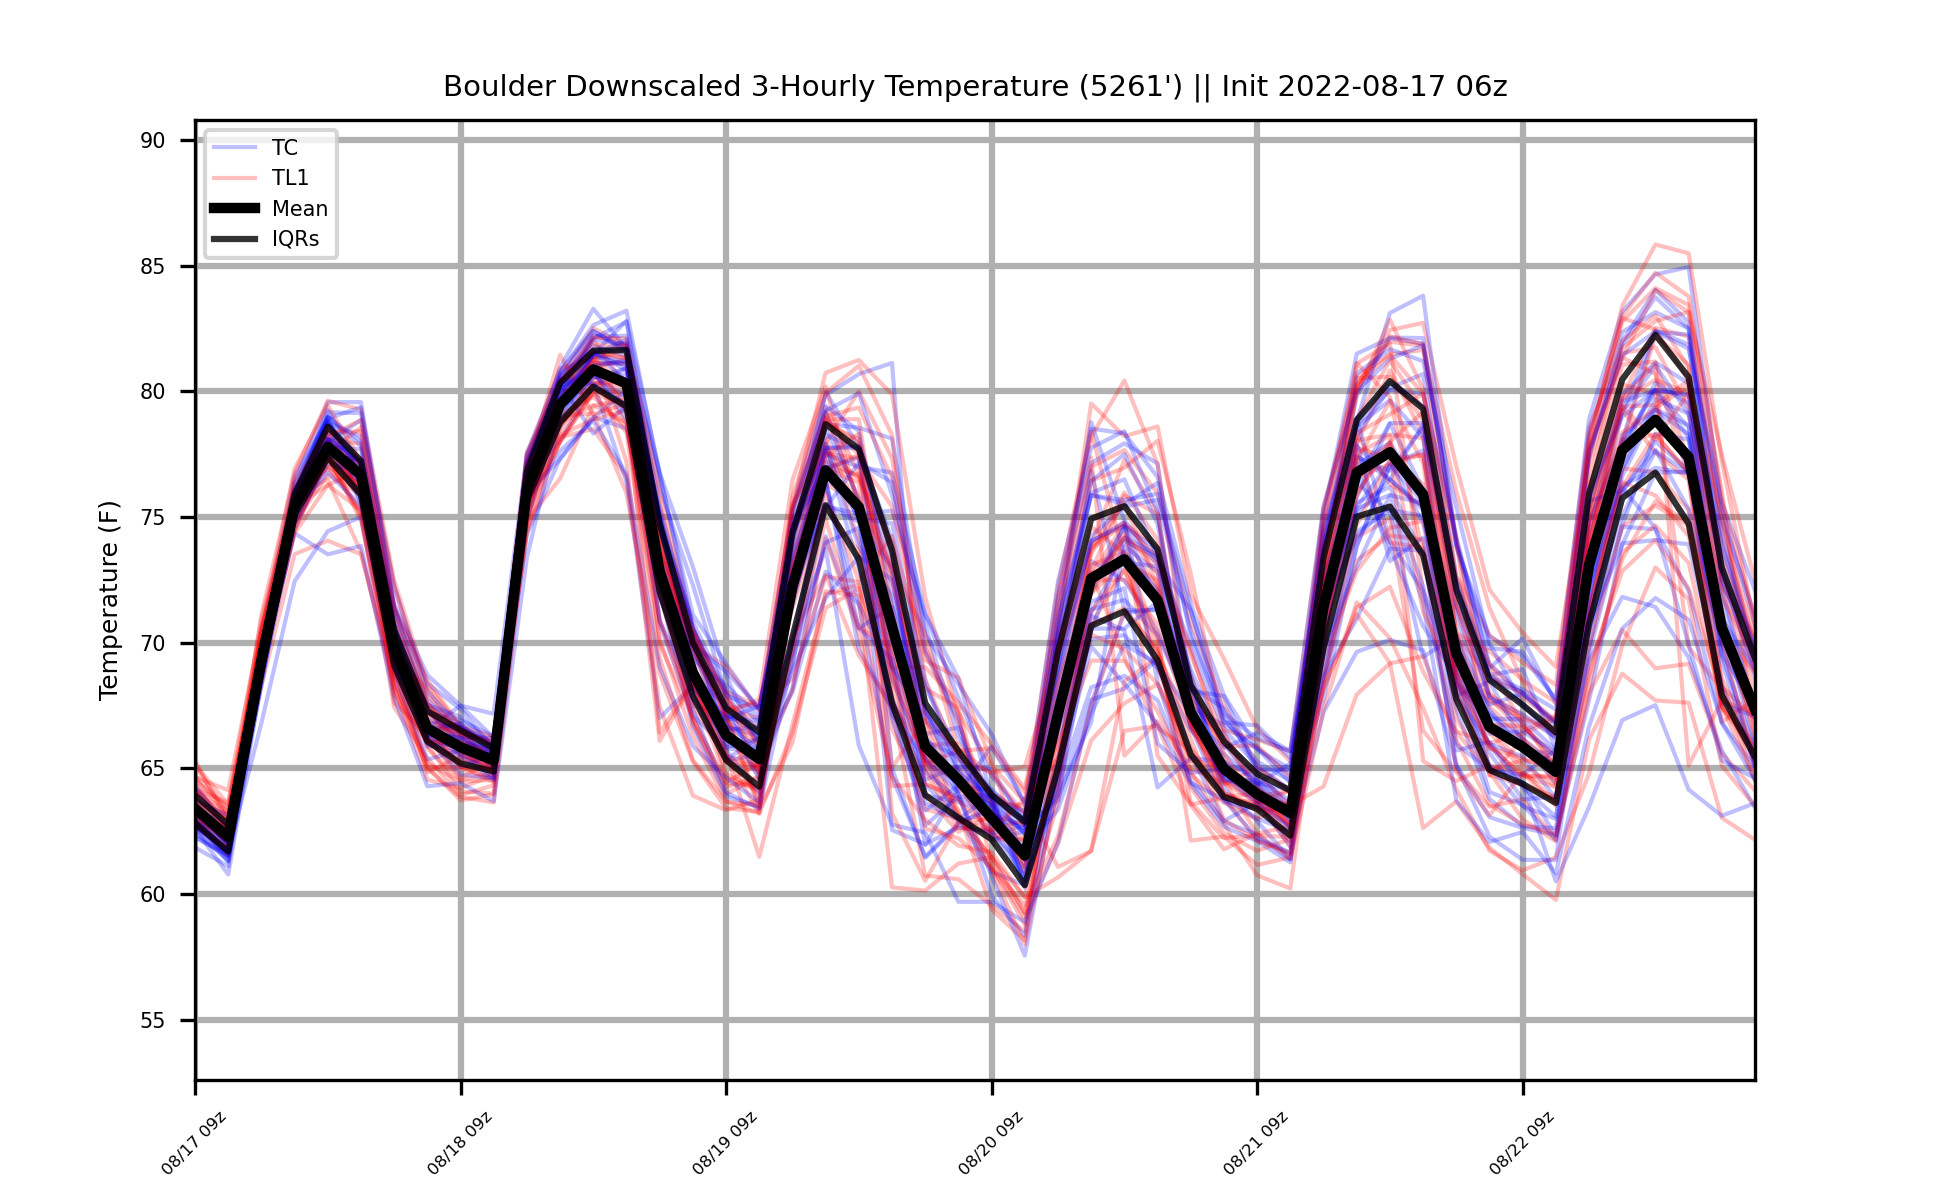 Boulder Downscaled 3-Hourly Temperature (5261') || Init 2022-08-17 06z
TC
TL1
Mean
IQRs
Temperature (F)
90
85
80
75
70
65
60
55
08/17 09z
08/18 09z
08/19 09z
08/20 09z
08/21 09z
08/22 09z